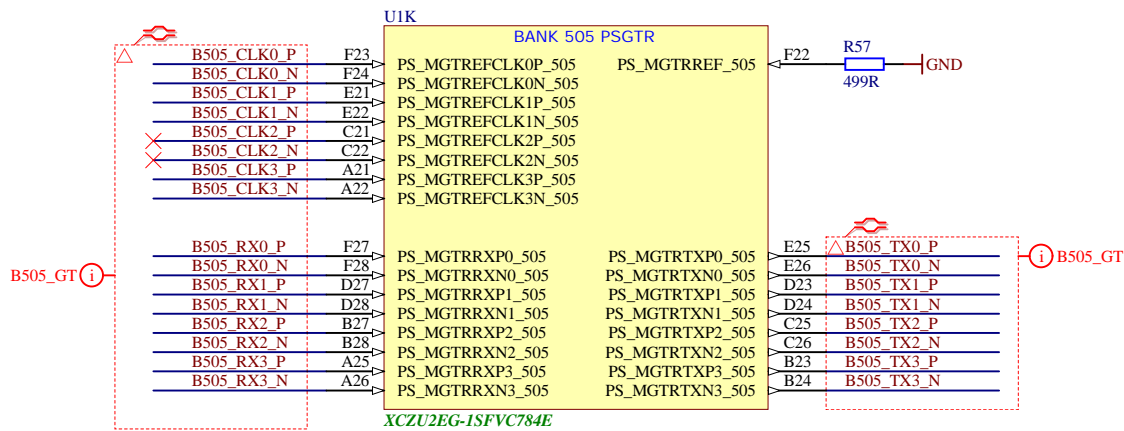 U1K
BANK 505 PSGTR
B505_CLK0_P F23 PS_MGTREFCLK0P_505 PS_MGTRREF_505 F22 R57 499R GND
B505_CLK0_N F24 PS_MGTREFCLK0N_505
B505_CLK1_P E21 PS_MGTREFCLK1P_505
B505_CLK1_N E22 PS_MGTREFCLK1N_505
B505_CLK2_P C21 PS_MGTREFCLK2P_505
B505_CLK2_N C22 PS_MGTREFCLK2N_505
B505_CLK3_P A21 PS_MGTREFCLK3P_505
B505_CLK3_N A22 PS_MGTREFCLK3N_505
B505_RX0_P F27 PS_MGTRRXP0_505 PS_MGTRTXP0_505 E25 B505_TX0_P
B505_GT i B505_RX0_N F28 PS_MGTRRXN0_505 PS_MGTRTXN0_505 E26 B505_TX0_N i B505_GT
B505_RX1_P D27 PS_MGTRRXP1_505 PS_MGTRTXP1_505 D23 B505_TX1_P
B505_RX1_N D28 PS_MGTRRXN1_505 PS_MGTRTXN1_505 D24 B505_TX1_N
B505_RX2_P B27 PS_MGTRRXP2_505 PS_MGTRTXP2_505 C25 B505_TX2_P
B505_RX2_N B28 PS_MGTRRXN2_505 PS_MGTRTXN2_505 C26 B505_TX2_N
B505_RX3_P A25 PS_MGTRRXP3_505 PS_MGTRTXP3_505 B23 B505_TX3_P
B505_RX3_N A26 PS_MGTRRXN3_505 PS_MGTRTXN3_505 B24 B505_TX3_N
XCZU2EG-1SFVC784E